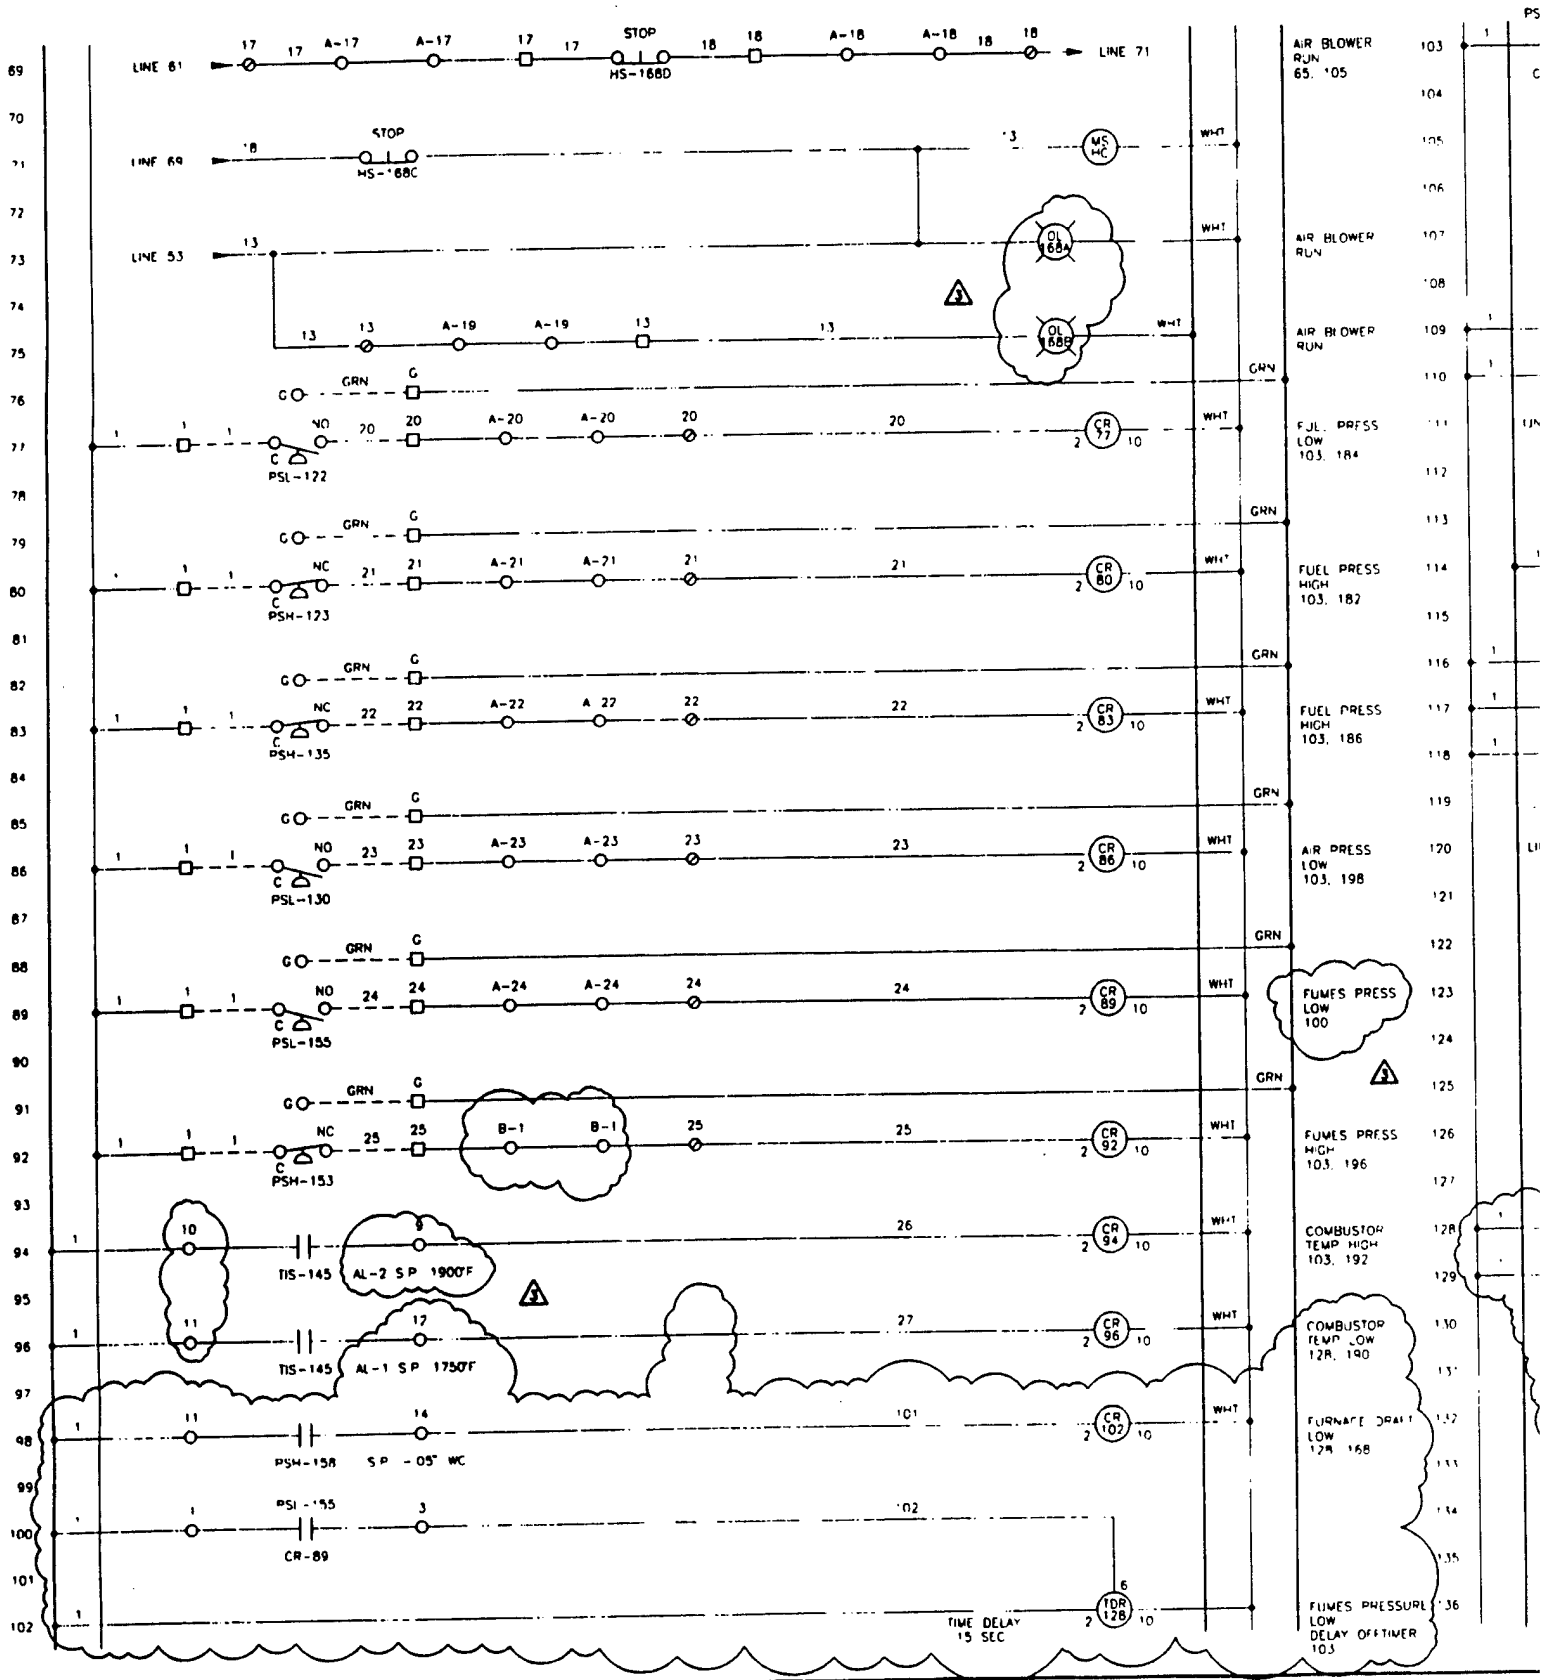 PS
69 LINE 61 17 17 A-17 A-17 17 17 STOP HS-168D 18 18 A-18 A-18 18 18 LINE 71
AIR BLOWER
RUN
65, 105
103 1
104
70
71 LINE 69 18 STOP HS-168C 13 MS HC WHT
105
106
72
73 LINE 53 13 OL 168A WHT
AIR BLOWER
RUN
107
108
74 3
75 13 13 A-19 A-19 13 13 OL 168B WHT
AIR BLOWER
RUN
109 1
76 G GRN G GRN
110 1
77 1 1 1 C NO PSL-122 20 20 A-20 A-20 20 20 2 CR 77 10 WHT
FUEL PRESS
LOW
103, 184
111
112
78
79 G GRN G GRN
113
80 1 1 C NC PSH-123 21 21 A-21 A-21 21 21 2 CR 80 10 WHT
FUEL PRESS
HIGH
103, 182
114
115
81
82 G GRN G GRN
116 1
83 1 1 1 C NC PSH-135 22 22 A-22 A 22 22 22 2 CR 83 10 WHT
FUEL PRESS
HIGH
103, 186
117 1
118 1
84
85 G GRN G GRN
119
86 1 1 1 C NO PSL-130 23 23 A-23 A-23 23 23 2 CR 86 10 WHT
AIR PRESS
LOW
103, 198
120
121
87
88 G GRN G GRN
122
89 1 1 1 C NO PSL-155 24 24 A-24 A-24 24 24 2 CR 89 10 WHT
FUMES PRESS
LOW
100
123
124
90 3
91 G GRN G GRN
125
92 1 1 1 C NC PSH-153 25 25 B-1 B-1 25 25 2 CR 92 10 WHT
FUMES PRESS
HIGH
103, 196
126
127
93
94 1 10 TIS-145 9 AL-2 S P 1900°F 26 2 CR 94 10 WHT
COMBUSTOR
TEMP HIGH
103, 192
128 1
129
95 3
96 1 11 TIS-145 17 AL-1 S P 1750°F 27 2 CR 96 10 WHT
COMBUSTOR
TEMP LOW
128, 190
130
131
97
98 1 11 PSH-158 14 S P -.05" WC 101 2 CR 102 10 WHT
FURNACE DRAFT
LOW
128 168
132
133
99
100 1 1 PSL-155 CR-89 3 102
134
135
101
102 1 TIME DELAY
15 SEC
6 2 TDR 128 10
FUMES PRESSURE
LOW
DELAY OFFTIMER
103
136